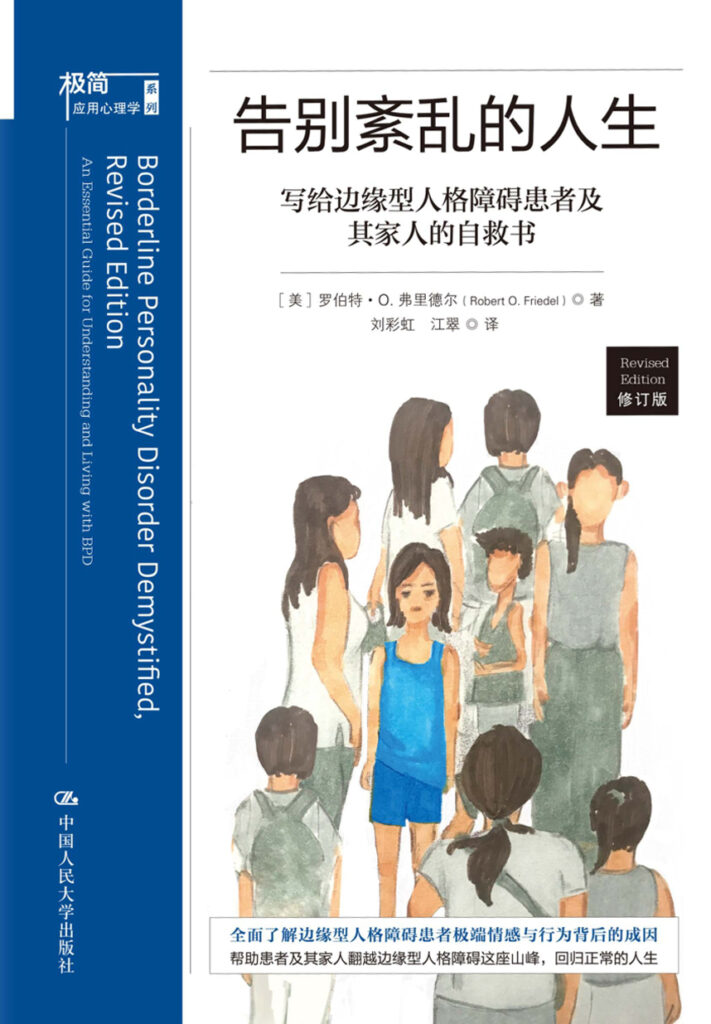 极简
应用心理学
系列
Borderline Personality Disorder Demystified,
Revised Edition
An Essential Guide for Understanding and Living with BPD
中国人民大学出版社
告别紊乱的人生
写给边缘型人格障碍患者及
其家人的自救书
[美]罗伯特·O. 弗里德尔(Robert O. Friedel)◎ 著
刘彩虹 江翠 ◎ 译
Revised
Edition
修订版
全面了解边缘型人格障碍患者极端情感与行为背后的成因
帮助患者及其家人翻越边缘型人格障碍这座山峰，回归正常的人生